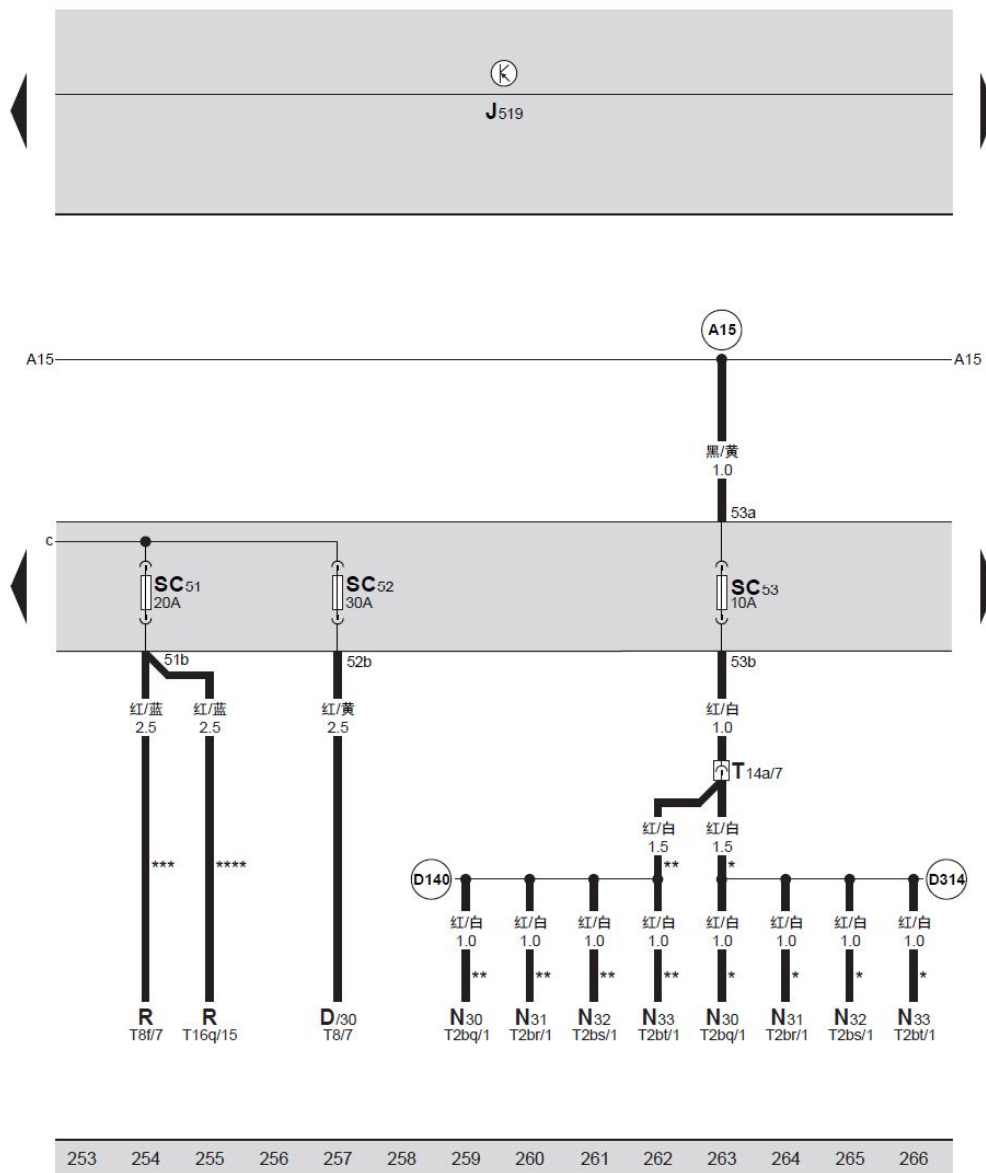 J519
A15
A15 A15
黑/黄
1.0
53a
c
SC51 SC52 SC53
20A 30A 10A
51b 52b 53b
红/蓝 红/蓝 红/黄 红/白
2.5 2.5 2.5 1.0
T14a/7
红/白 红/白
1.5 1.5
*** **** ** *
D140 D314
红/白 红/白 红/白 红/白 红/白 红/白 红/白 红/白
1.0 1.0 1.0 1.0 1.0 1.0 1.0 1.0
** ** ** ** * * * *
R R D/30 N30 N31 N32 N33 N30 N31 N32 N33
T8f/7 T16q/15 T8/7 T2bq/1 T2br/1 T2bs/1 T2bt/1 T2bq/1 T2br/1 T2bs/1 T2bt/1
253 254 255 256 257 258 259 260 261 262 263 264 265 266